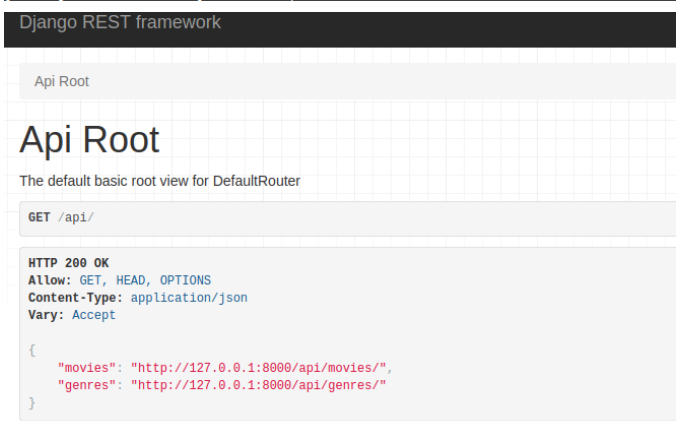 Django REST framework
Api Root
Api Root
The default basic root view for DefaultRouter
GET /api/
HTTP 200 OK
Allow: GET, HEAD, OPTIONS
Content-Type: application/json
Vary: Accept
{
    "movies": "http://127.0.0.1:8000/api/movies/",
    "genres": "http://127.0.0.1:8000/api/genres/"
}